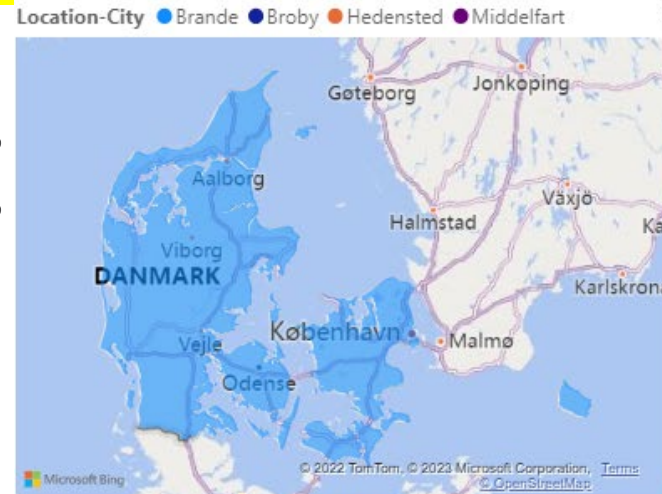 Location-City Brande Broby Hedensted Middelfart
Gøteborg
Jonkoping
Aalborg
Växjö
Halmstad
Viborg
DANMARK
Karlskrona
København
Malmø
Vejle
Odense
© 2022 TomTom, © 2023 Microsoft Corporation, Terms
© OpenStreetMap
Microsoft Bing